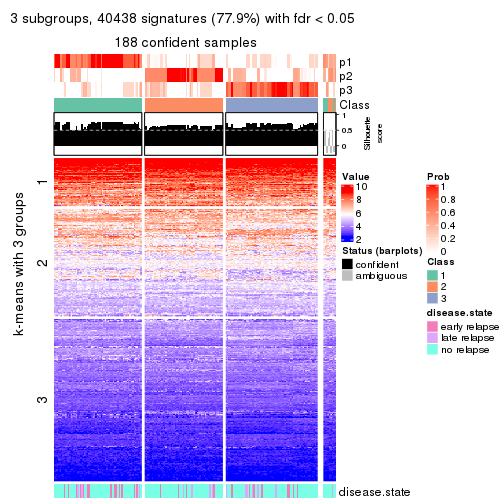 3 subgroups, 40438 signatures (77.9%) with fdr < 0.05
188 confident samples
p1
p2
p3
Class
1
0.5
0
Silhouette
score
k-means with 3 groups
1
2
3
disease.state
Value
10
8
6
4
2
Status (barplots)
confident
ambiguous
Prob
1
0.8
0.6
0.4
0.2
0
Class
1
2
3
disease.state
early relapse
late relapse
no relapse